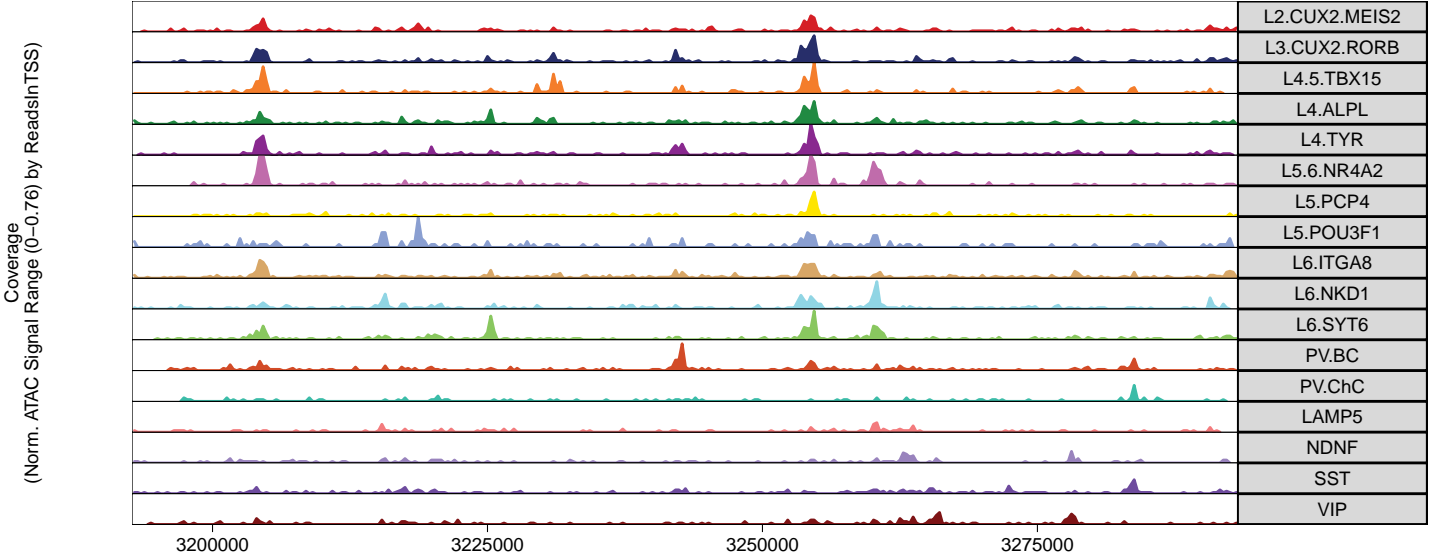 Coverage
(Norm. ATAC Signal Range (0−0.76) by ReadsInTSS)
L2.CUX2.MEIS2
L3.CUX2.RORB
L4.5.TBX15
L4.ALPL
L4.TYR
L5.6.NR4A2
L5.PCP4
L5.POU3F1
L6.ITGA8
L6.NKD1
L6.SYT6
PV.BC
PV.ChC
LAMP5
NDNF
SST
VIP
3200000 3225000 3250000 3275000